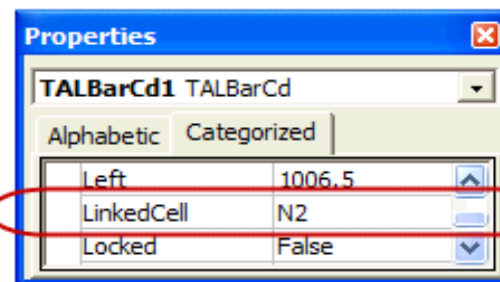 Properties
TALBarCd1 TALBarCd
Alphabetic Categorized
Left 1006.5
LinkedCell N2
Locked False